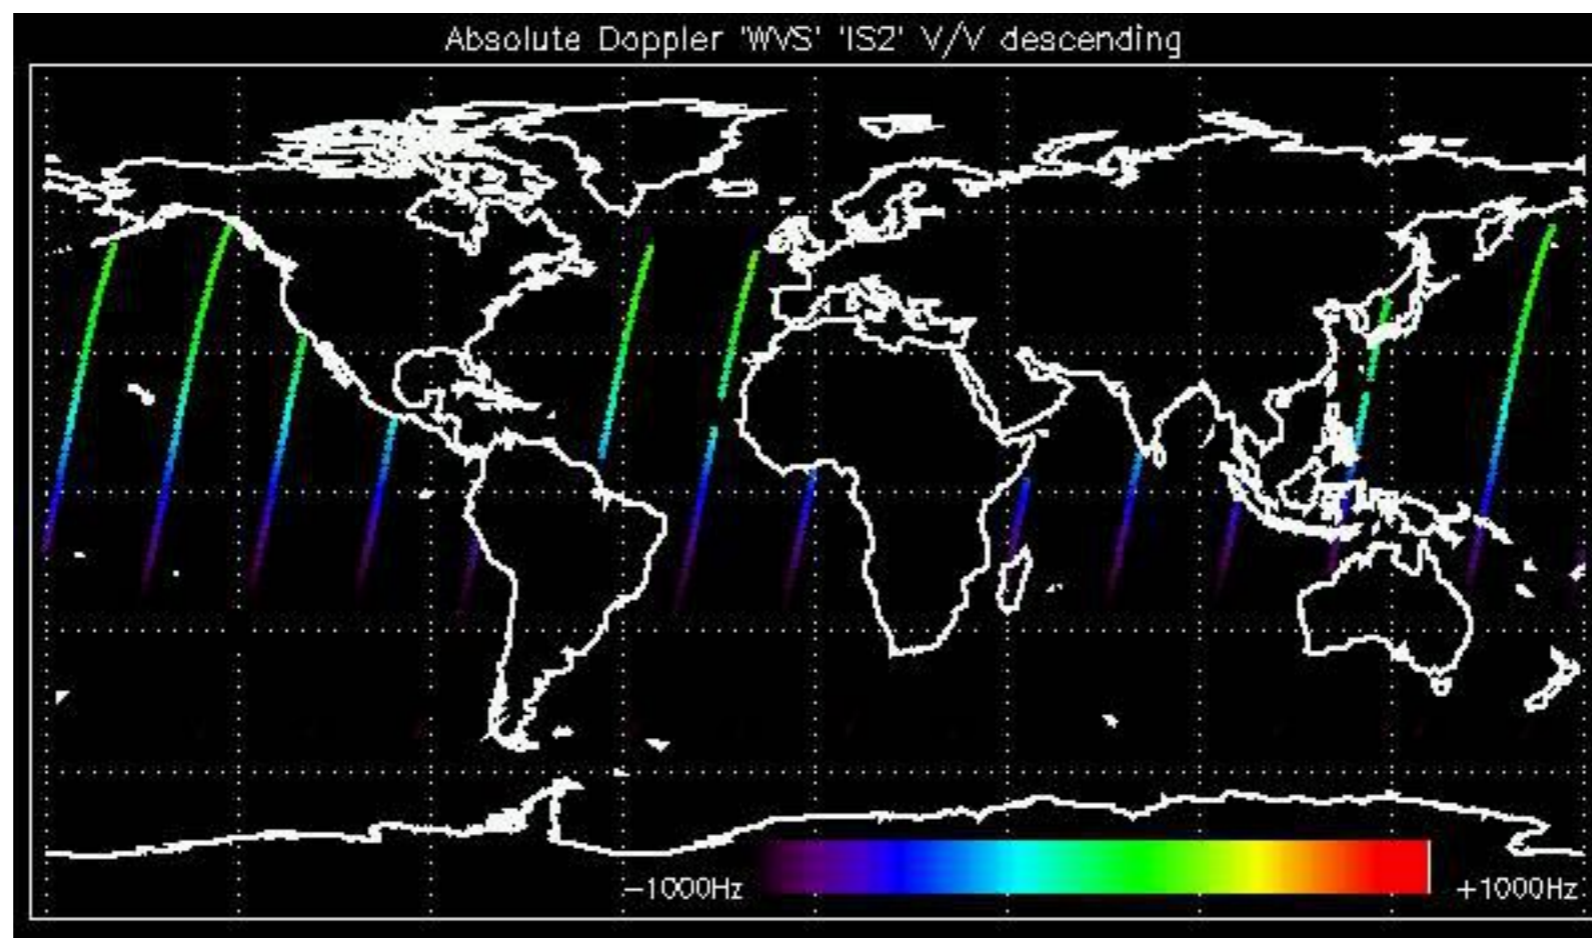 Absolute Doppler 'WVS' 'IS2' V/V descending
−1000Hz +1000Hz